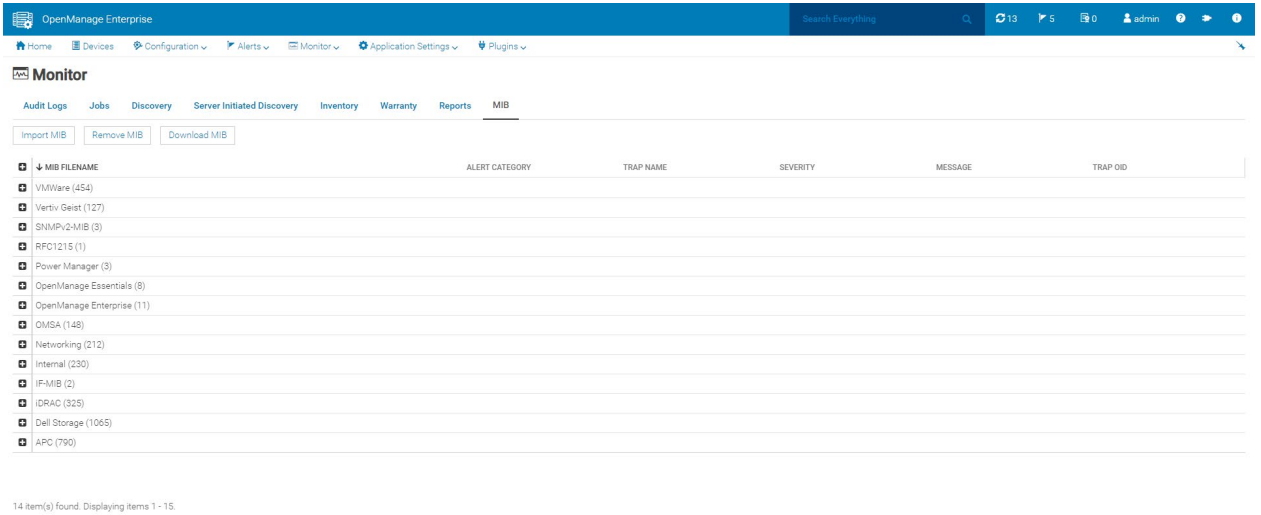 OpenManage Enterprise Search Everything 13 5 0 admin
Home Devices Configuration Alerts Monitor Application Settings Plugins
Monitor
Audit Logs Jobs Discovery Server Initiated Discovery Inventory Warranty Reports MIB
Import MIB Remove MIB Download MIB
MIB FILENAME ALERT CATEGORY TRAP NAME SEVERITY MESSAGE TRAP OID
VMWare (454)
Vertiv Geist (127)
SNMPv2-MIB (3)
RFC1215 (1)
Power Manager (3)
OpenManage Essentials (8)
OpenManage Enterprise (11)
OMSA (148)
Networking (212)
Internal (230)
IF-MIB (2)
iDRAC (325)
Dell Storage (1065)
APC (790)
14 item(s) found. Displaying items 1 - 15.